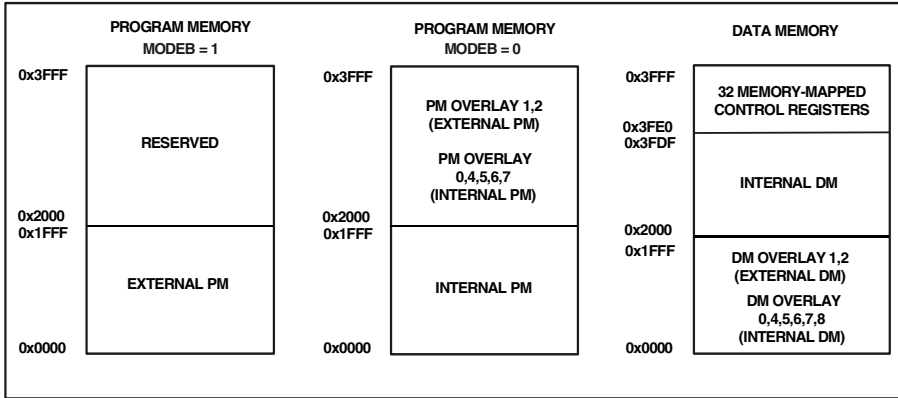 PROGRAM MEMORY
MODEB = 1
0x3FFF
RESERVED
0x2000
0x1FFF
EXTERNAL PM
0x0000
PROGRAM MEMORY
MODEB = 0
0x3FFF
PM OVERLAY 1,2
(EXTERNAL PM)
PM OVERLAY
0,4,5,6,7
(INTERNAL PM)
0x2000
0x1FFF
INTERNAL PM
0x0000
DATA MEMORY
0x3FFF
32 MEMORY-MAPPED
CONTROL REGISTERS
0x3FE0
0x3FDF
INTERNAL DM
0x2000
0x1FFF
DM OVERLAY 1,2
(EXTERNAL DM)
DM OVERLAY
0,4,5,6,7,8
(INTERNAL DM)
0x0000